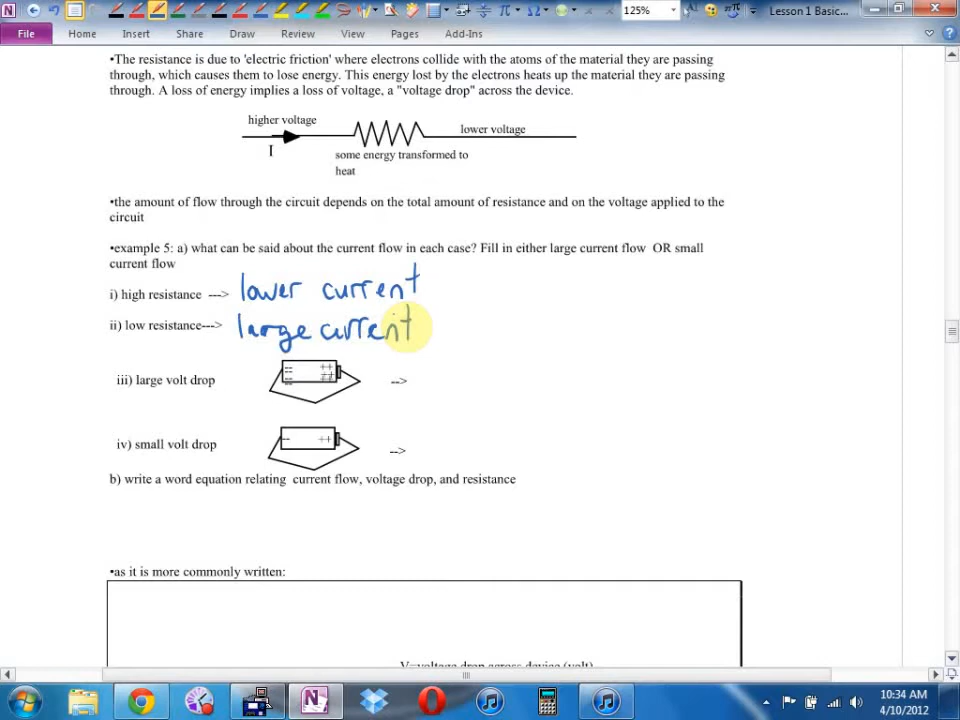 125%
Lesson 1 Basic...
File Home Insert Share Draw Review View Pages Add-Ins
•The resistance is due to 'electric friction' where electrons collide with the atoms of the material they are passing
through, which causes them to lose energy. This energy lost by the electrons heats up the material they are passing
through. A loss of energy implies a loss of voltage, a "voltage drop" across the device.
higher voltage
lower voltage
I
some energy transformed to
heat
•the amount of flow through the circuit depends on the total amount of resistance and on the voltage applied to the
circuit
•example 5: a) what can be said about the current flow in each case? Fill in either large current flow OR small
current flow
i) high resistance ---> lower current
ii) low resistance---> large current
iii) large volt drop -->
iv) small volt drop -->
b) write a word equation relating current flow, voltage drop, and resistance
•as it is more commonly written:
V=voltage drop across device (volt)
10:34 AM
4/10/2012